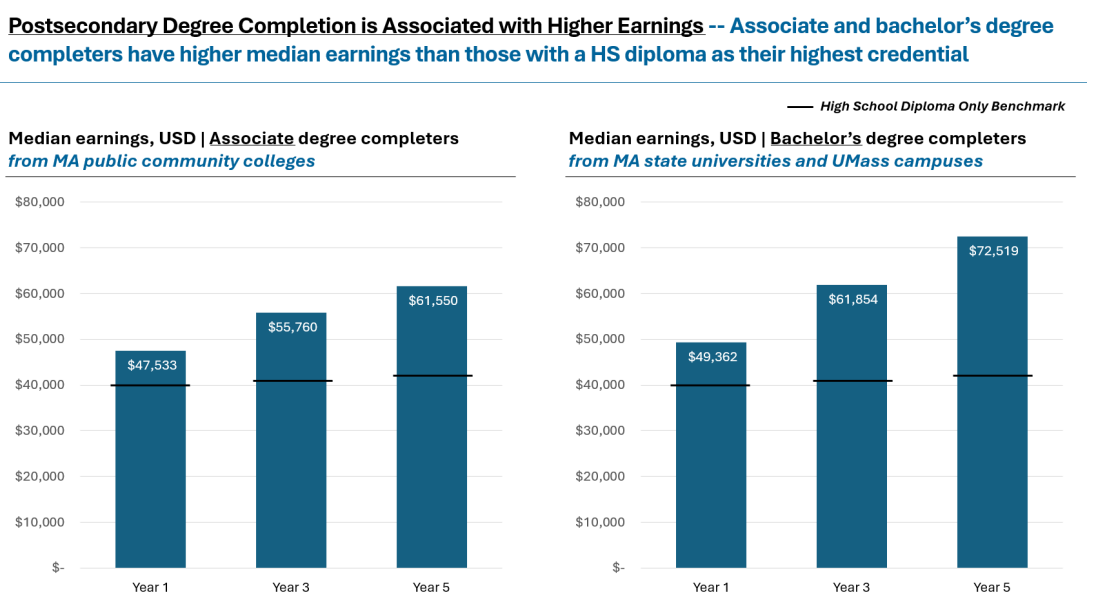 Postsecondary Degree Completion is Associated with Higher Earnings -- Associate and bachelor’s degree
completers have higher median earnings than those with a HS diploma as their highest credential
High School Diploma Only Benchmark
Median earnings, USD | Associate degree completers
from MA public community colleges
$80,000
$70,000
$60,000
$50,000
$40,000
$30,000
$20,000
$10,000
$-
$47,533
$55,760
$61,550
Year 1
Year 3
Year 5
Median earnings, USD | Bachelor’s degree completers
from MA state universities and UMass campuses
$80,000
$70,000
$60,000
$50,000
$40,000
$30,000
$20,000
$10,000
$-
$49,362
$61,854
$72,519
Year 1
Year 3
Year 5